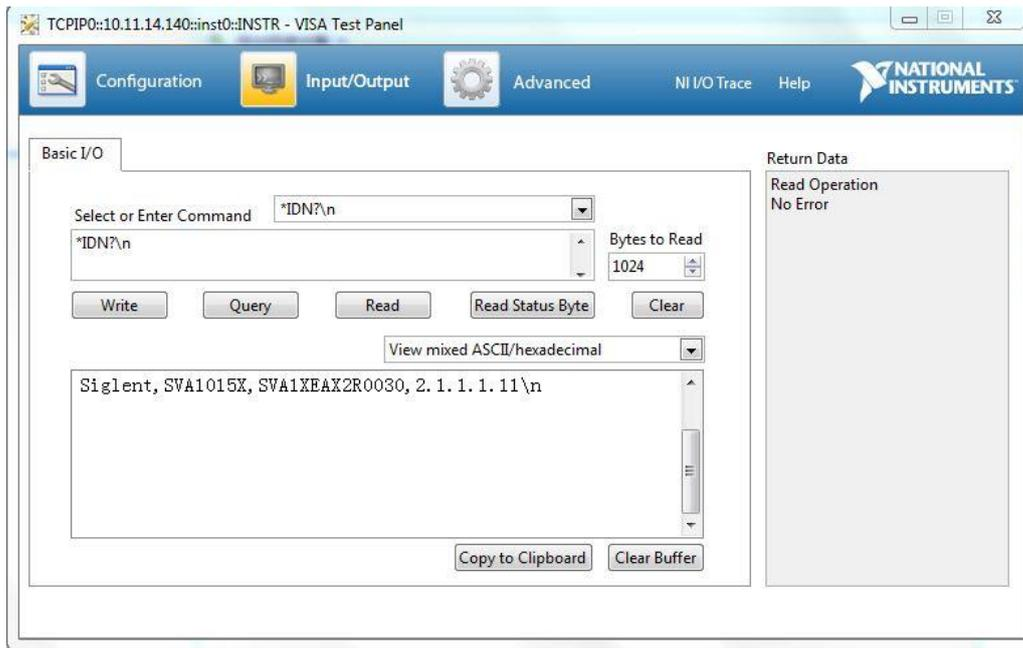 TCPIP0::10.11.14.140::inst0::INSTR - VISA Test Panel
Configuration
Input/Output
Advanced
NI I/O Trace
Help
NATIONAL
INSTRUMENTS™
Basic I/O
Return Data
Read Operation
No Error
Select or Enter Command
*IDN?\n
*IDN?\n
Bytes to Read
1024
Write
Query
Read
Read Status Byte
Clear
View mixed ASCII/hexadecimal
Siglent,SVA1015X,SVA1XEAX2R0030,2.1.1.1.11\n
Copy to Clipboard
Clear Buffer